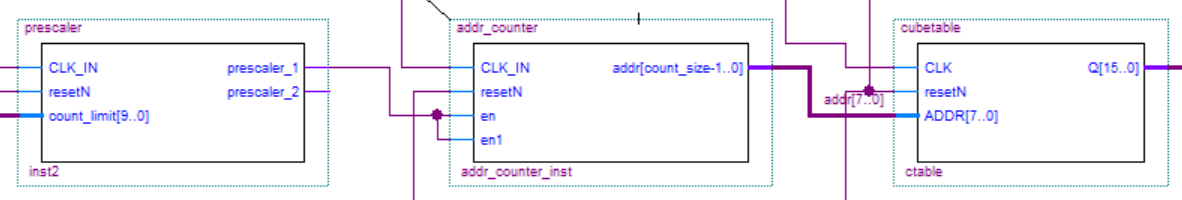 prescaler
CLK_IN
resetN
count_limit[9..0]
prescaler_1
prescaler_2
inst2
addr_counter
CLK_IN
resetN
en
en1
addr[count_size-1..0]
addr_counter_inst
cubetable
CLK
resetN
ADDR[7..0]
Q[15..0]
addr[7..0]
ctable